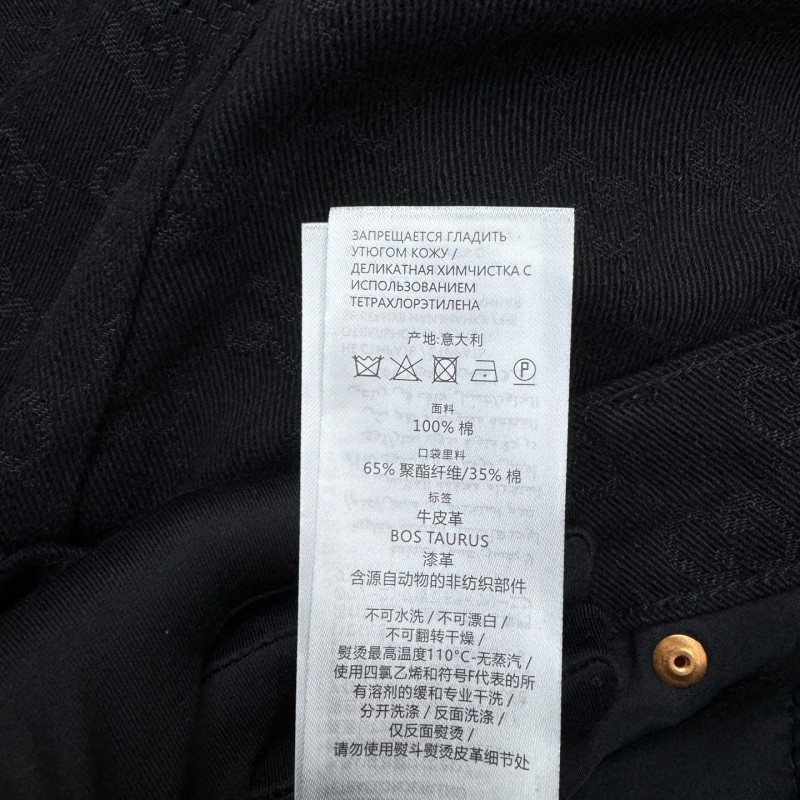 ЗАПРЕЩАЕТСЯ ГЛАДИТЬ
УТЮГОМ КОЖУ /
ДЕЛИКАТНАЯ ХИМЧИСТКА С
ИСПОЛЬЗОВАНИЕМ
ТЕТРАХЛОРЭТИЛЕНА
产地:意大利
P
面料
100% 棉
口袋里料
65% 聚酯纤维/35% 棉
标签
牛皮革
BOS TAURUS
漆革
含源自动物的非纺织部件
不可水洗 / 不可漂白 /
不可翻转干燥 /
熨烫最高温度110°C-无蒸汽 /
使用四氯乙烯和符号F代表的所
有溶剂的缓和专业干洗 /
分开洗涤 / 反面洗涤 /
仅反面熨烫 /
请勿使用熨斗熨烫皮革细节处